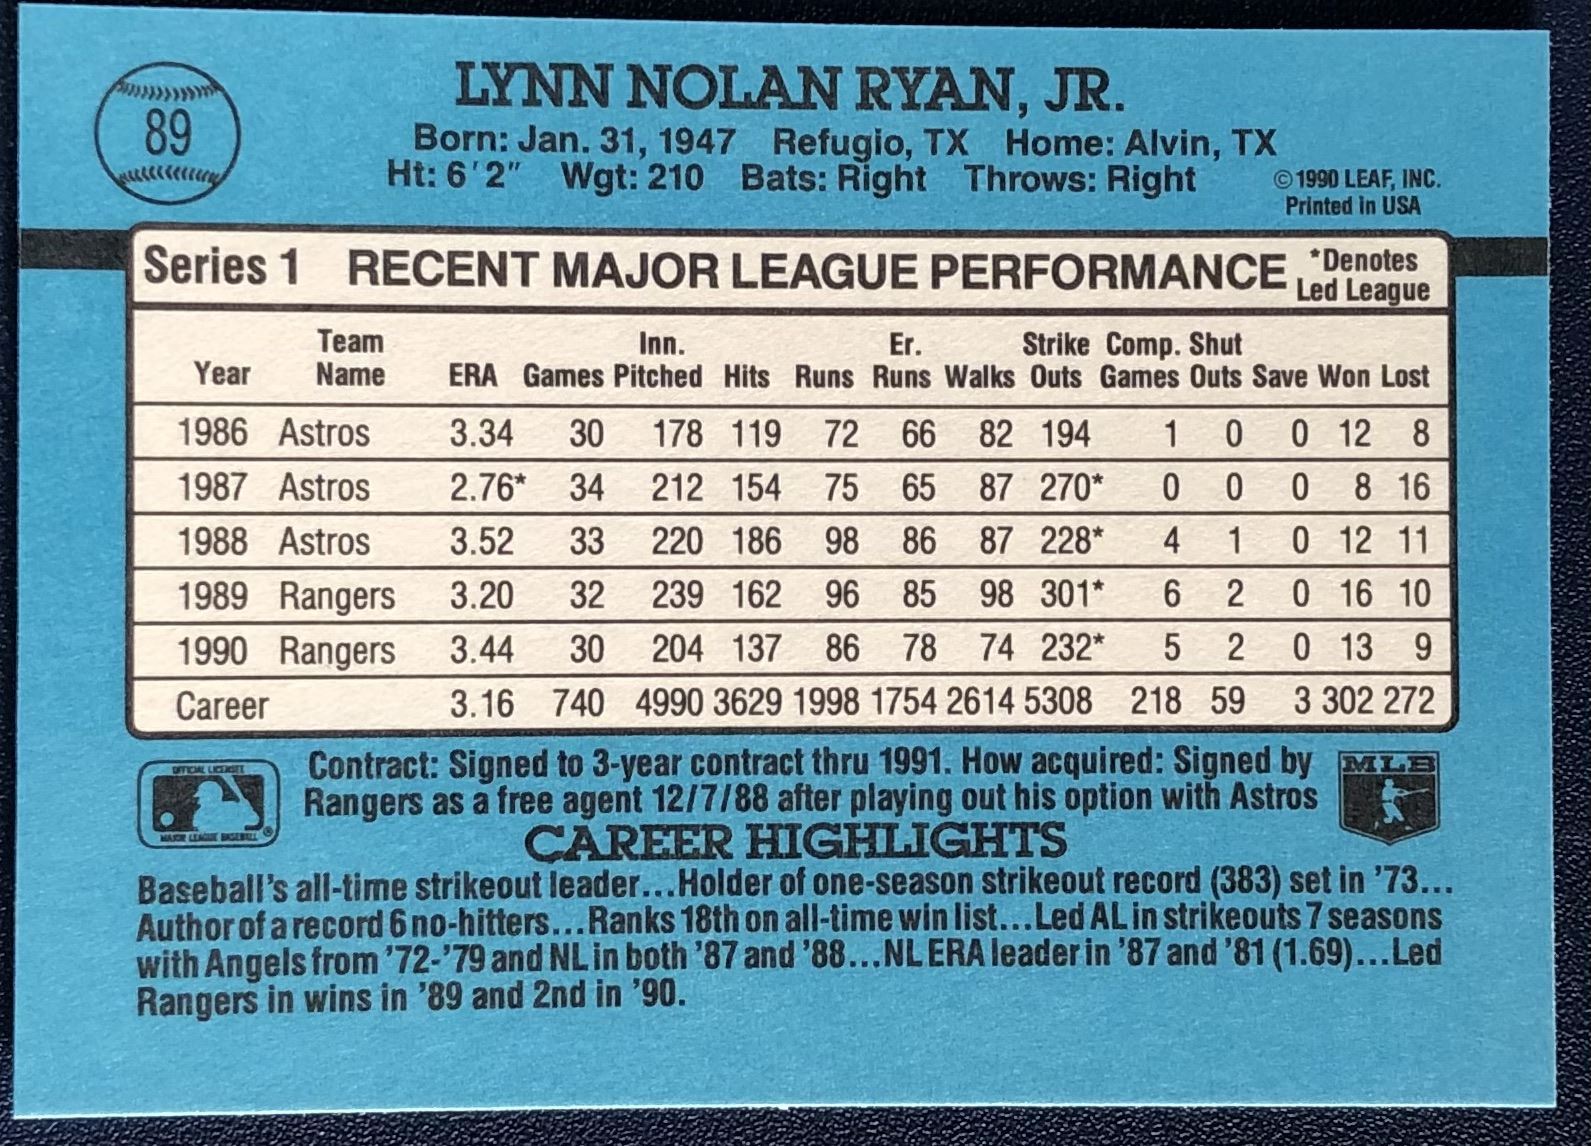 89
LYNN NOLAN RYAN, JR.
Born: Jan. 31, 1947 Refugio, TX Home: Alvin, TX
Ht: 6'2" Wgt: 210 Bats: Right Throws: Right
©1990 LEAF, INC.
Printed in USA
Series 1 RECENT MAJOR LEAGUE PERFORMANCE
*Denotes
Led League
Year Team Name ERA Games Inn. Pitched Hits Runs Er. Runs Walks Strike Outs Comp. Games Shut Outs Save Won Lost
1986 Astros 3.34 30 178 119 72 66 82 194 1 0 0 12 8
1987 Astros 2.76* 34 212 154 75 65 87 270* 0 0 0 8 16
1988 Astros 3.52 33 220 186 98 86 87 228* 4 1 0 12 11
1989 Rangers 3.20 32 239 162 96 85 98 301* 6 2 0 16 10
1990 Rangers 3.44 30 204 137 86 78 74 232* 5 2 0 13 9
Career 3.16 740 4990 3629 1998 1754 2614 5308 218 59 3 302 272
OFFICIAL LICENSEE
MAJOR LEAGUE BASEBALL
®
Contract: Signed to 3-year contract thru 1991. How acquired: Signed by
Rangers as a free agent 12/7/88 after playing out his option with Astros
MLB
CAREER HIGHLIGHTS
Baseball's all-time strikeout leader...Holder of one-season strikeout record (383) set in '73...
Author of a record 6 no-hitters...Ranks 18th on all-time win list...Led AL in strikeouts 7 seasons
with Angels from '72-'79 and NL in both '87 and '88...NL ERA leader in '87 and '81 (1.69)...Led
Rangers in wins in '89 and 2nd in '90.